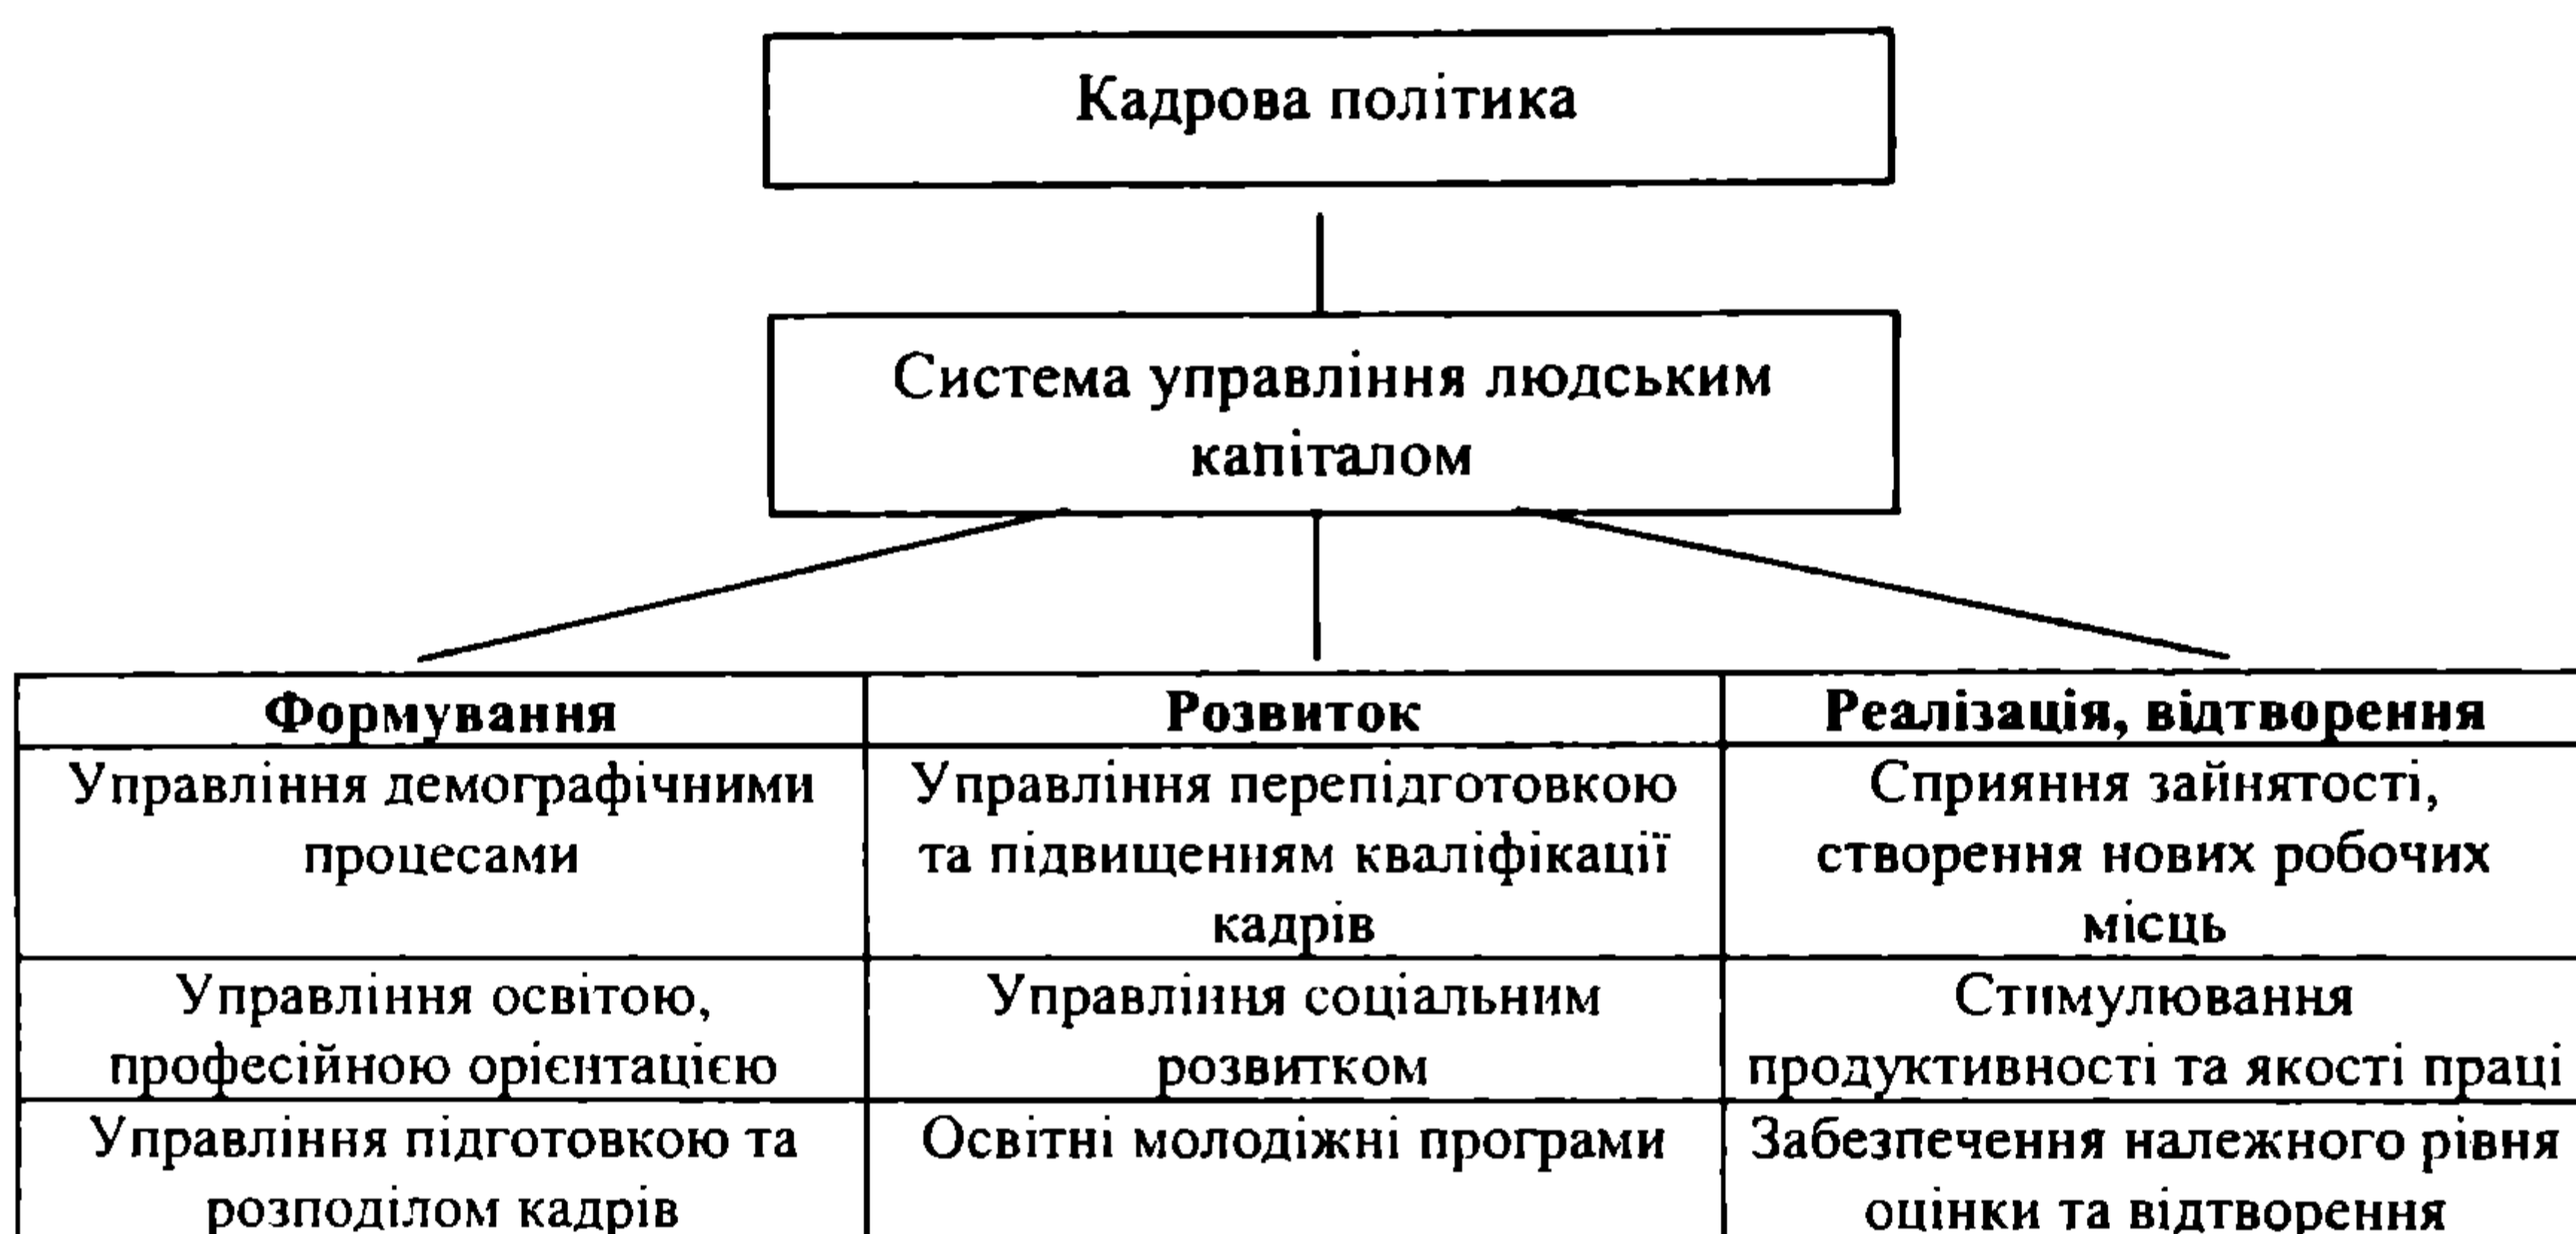 Кадрова політика
Система управління людським
капіталом
Формування
Розвиток
Реалізація, відтворення
Управління демографічними
процесами
Управління перепідготовкою
та підвищенням кваліфікації
кадрів
Сприяння зайнятості,
створення нових робочих
місць
Управління освітою,
професійною орієнтацією
Управління соціальним
розвитком
Стимулювання
продуктивності та якості праці
Управління підготовкою та
розподілом кадрів
Освітні молодіжні програми
Забезпечення належного рівня
оцінки та відтворення